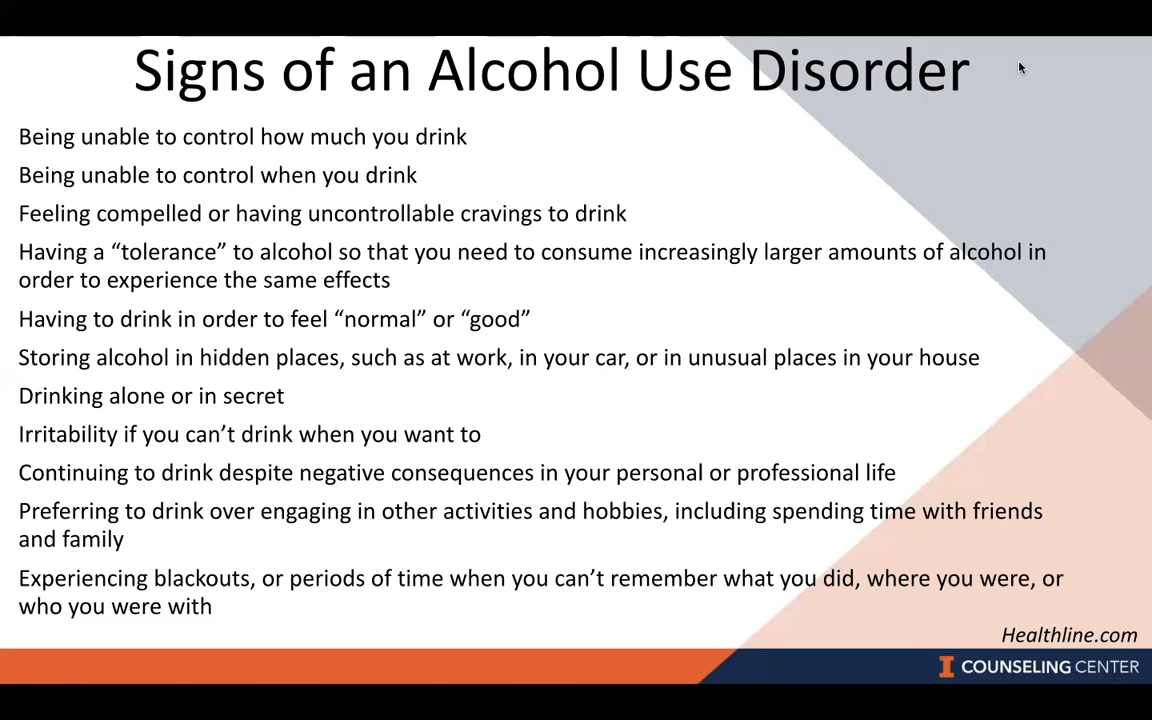 Signs of an Alcohol Use Disorder
Being unable to control how much you drink
Being unable to control when you drink
Feeling compelled or having uncontrollable cravings to drink
Having a “tolerance” to alcohol so that you need to consume increasingly larger amounts of alcohol in
order to experience the same effects
Having to drink in order to feel “normal” or “good”
Storing alcohol in hidden places, such as at work, in your car, or in unusual places in your house
Drinking alone or in secret
Irritability if you can’t drink when you want to
Continuing to drink despite negative consequences in your personal or professional life
Preferring to drink over engaging in other activities and hobbies, including spending time with friends
and family
Experiencing blackouts, or periods of time when you can’t remember what you did, where you were, or
who you were with
Healthline.com
I COUNSELING CENTER